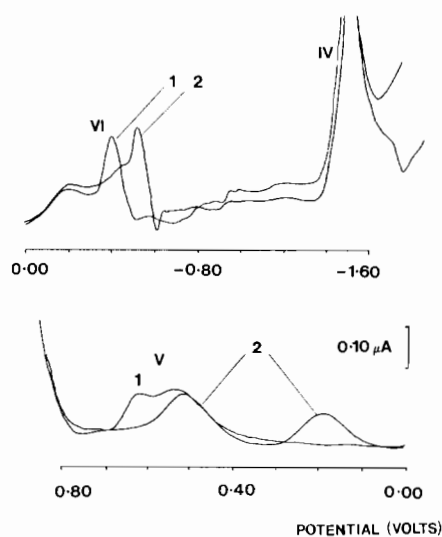 IV
1 2
VI
0·00 -0·80 -1·60
0·10 µA
V 2
1
0·80 0·40 0·00
POTENTIAL (VOLTS)